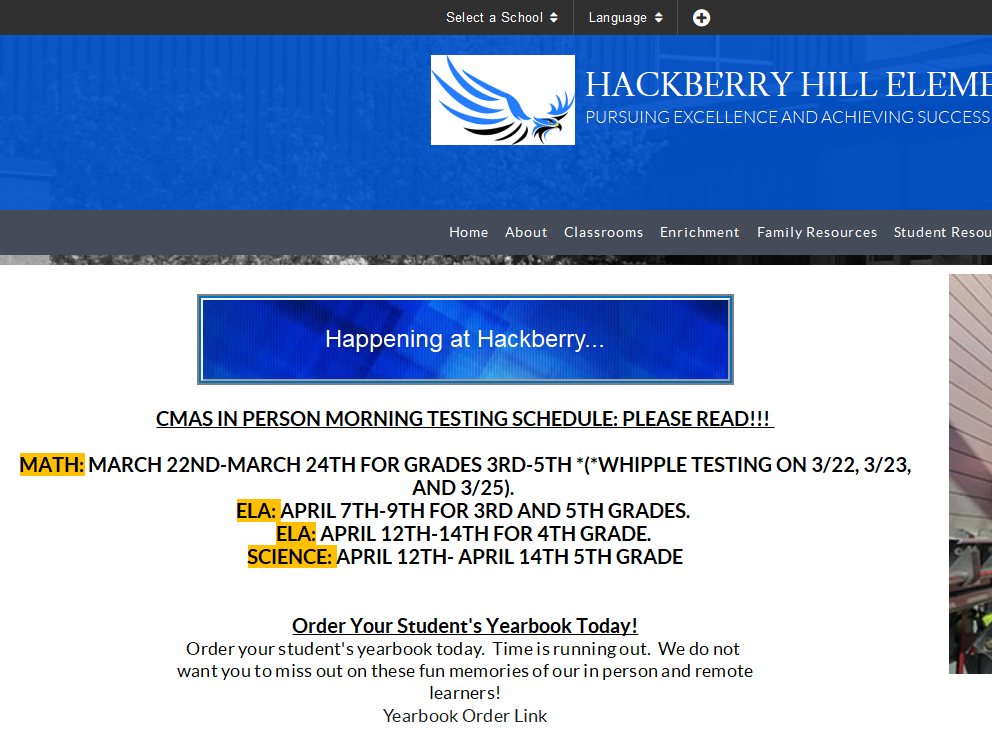 Select a School
Language
HACKBERRY HILL ELEME
PURSUING EXCELLENCE AND ACHIEVING SUCCESS
Home About Classrooms Enrichment Family Resources Student Resou
Happening at Hackberry...
CMAS IN PERSON MORNING TESTING SCHEDULE: PLEASE READ!!!
MATH: MARCH 22ND-MARCH 24TH FOR GRADES 3RD-5TH *(*WHIPPLE TESTING ON 3/22, 3/23,
AND 3/25).
ELA: APRIL 7TH-9TH FOR 3RD AND 5TH GRADES.
ELA: APRIL 12TH-14TH FOR 4TH GRADE.
SCIENCE: APRIL 12TH- APRIL 14TH 5TH GRADE
Order Your Student's Yearbook Today!
Order your student's yearbook today. Time is running out. We do not
want you to miss out on these fun memories of our in person and remote
learners!
Yearbook Order Link